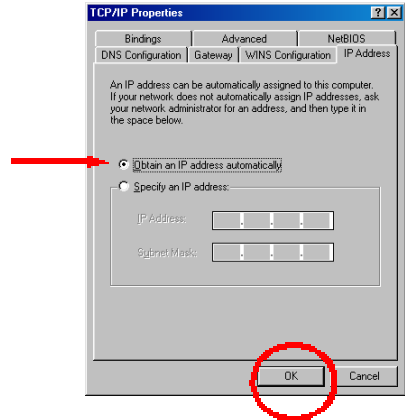 TCP/IP Properties
Bindings Advanced NetBIOS
DNS Configuration Gateway WINS Configuration IP Address
An IP address can be automatically assigned to this computer.
If your network does not automatically assign IP addresses, ask
your network administrator for an address, and then type it in
the space below.
Obtain an IP address automatically
Specify an IP address:
IP Address:
Subnet Mask:
OK Cancel